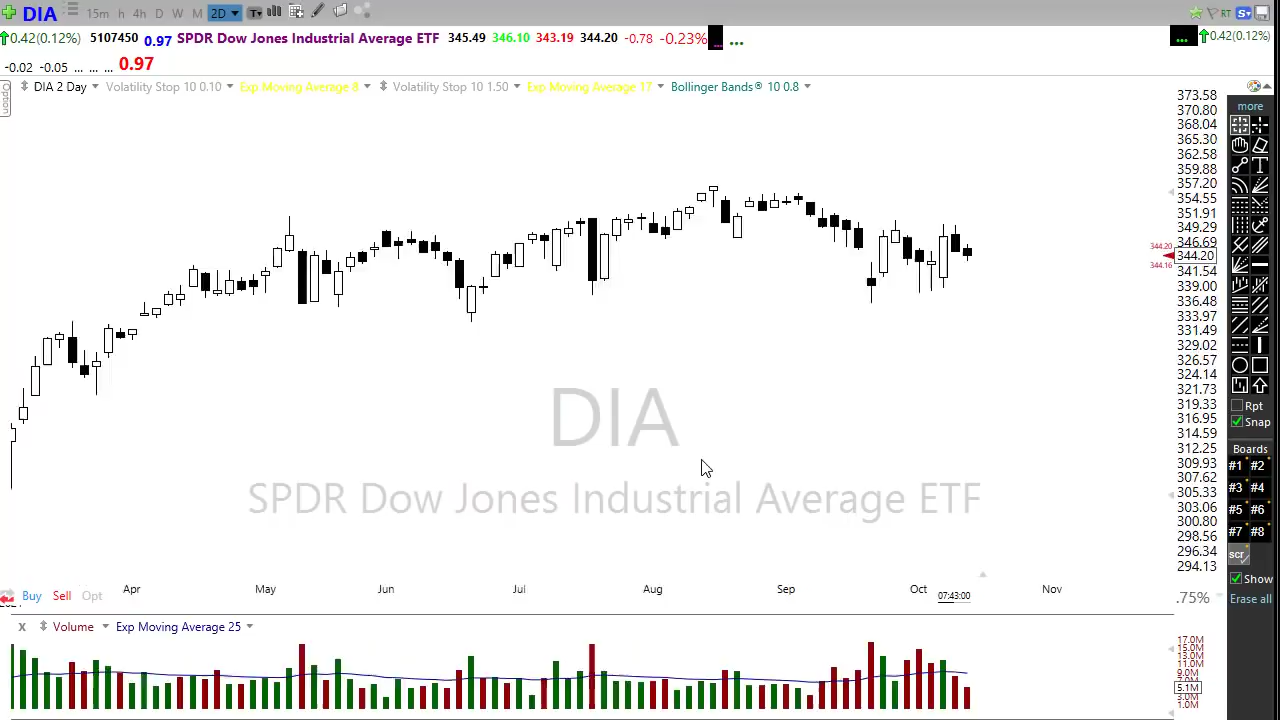 DIA 15m h 4h D W M 2D T RT S
0.42(0.12%) 5107450 0.97 SPDR Dow Jones Industrial Average ETF 345.49 346.10 343.19 344.20 -0.78 -0.23% ... ... 0.42(0.12%)
-0.02 -0.05 ... ... ... 0.97
Option
DIA 2 Day Volatility Stop 10 0.10 Exp Moving Average 8 Volatility Stop 10 1.50 Exp Moving Average 17 Bollinger Bands® 10 0.8
373.58
370.80
368.04
365.30
362.58
359.88
357.20
354.55
351.91
349.29
346.69
344.20
344.20
344.16
341.54
339.00
336.48
333.97
331.49
329.02
326.57
324.14
321.73
319.33
316.95
314.59
312.25
309.93
307.62
305.33
303.06
300.80
298.56
296.34
294.13
more
Rpt
Snap
Boards
#1 #2
#3 #4
#5 #6
#7 #8
scr
Show
Erase all
DIA
SPDR Dow Jones Industrial Average ETF
Apr May Jun Jul Aug Sep Oct Nov
Buy Sell Opt
07:43:00
.75%
X Volume Exp Moving Average 25
17.0M
15.0M
13.0M
11.0M
9.0M
5.1M
3.0M
1.0M